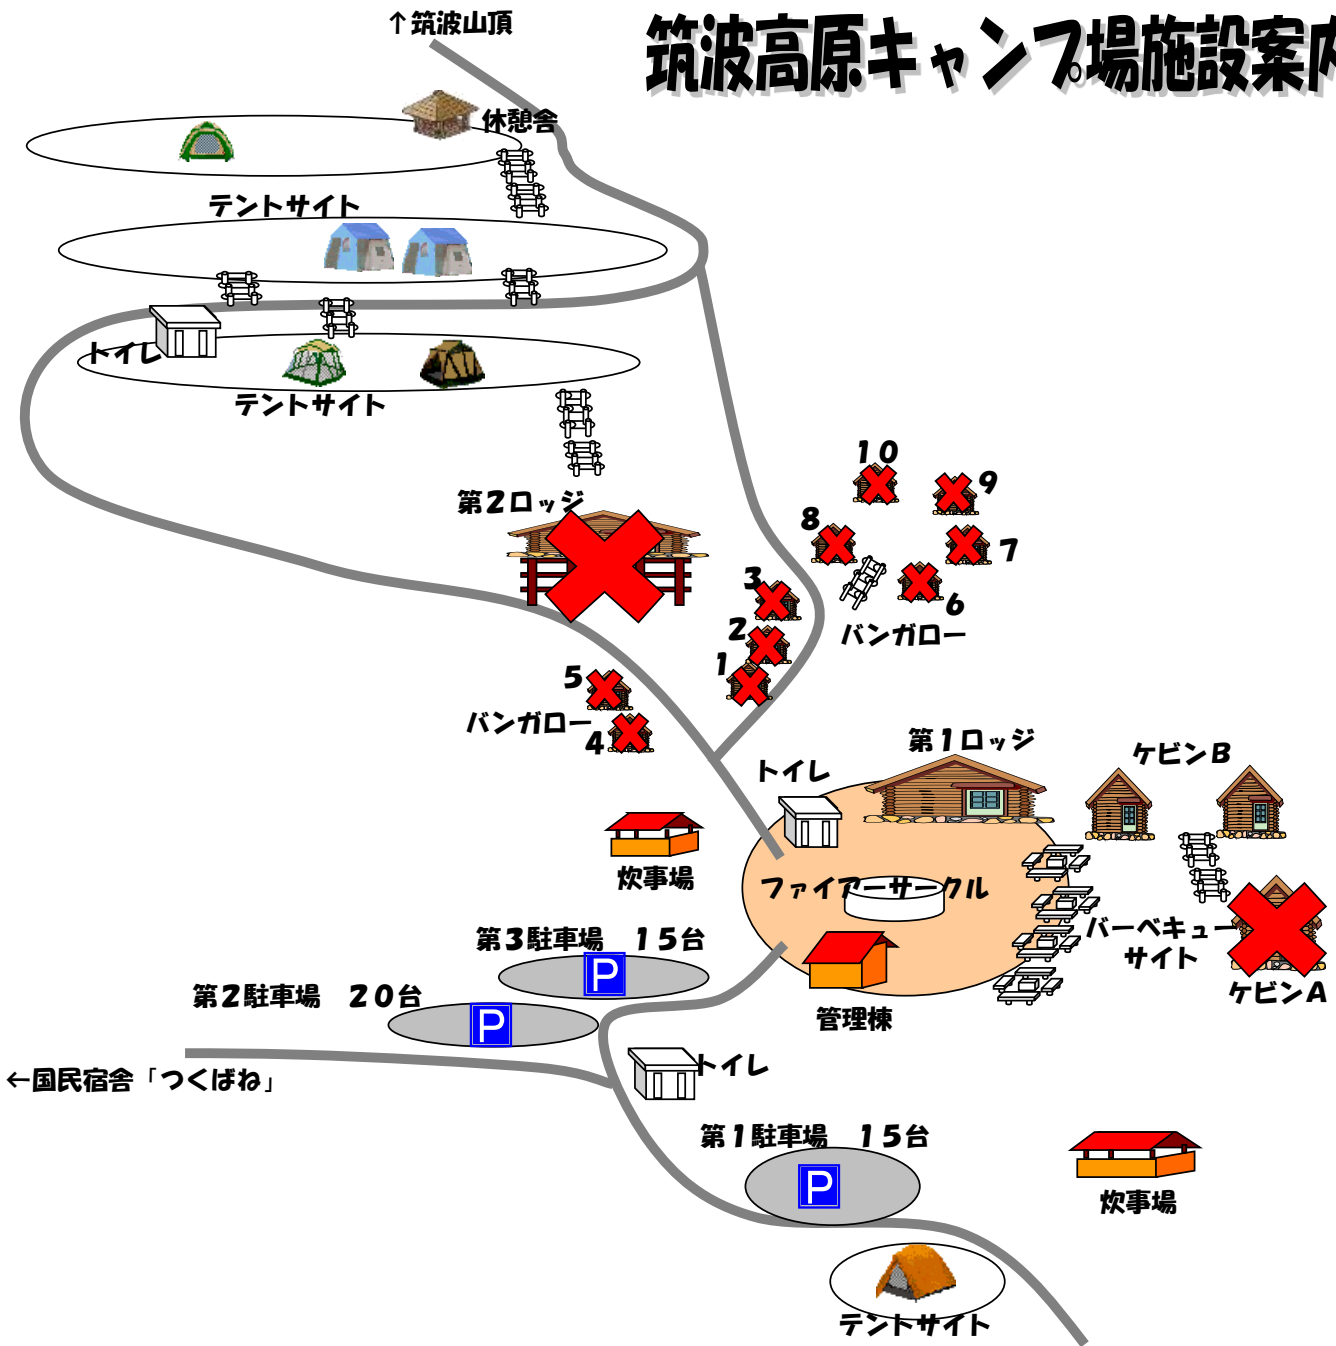 ↑筑波山頂
筑波高原キャンプ場施設案内
休憩舎
テントサイト
トイレ
テントサイト
第2ロッジ
10
9
8
7
6
バンガロー
3
2
1
5
4
バンガロー
第1ロッジ
ケビンB
トイレ
炊事場
ファイアーサークル
バーベキュー
サイト
ケビンA
第3駐車場 15台
P
第2駐車場 20台
P
管理棟
トイレ
←国民宿舎「つくばね」
第1駐車場 15台
P
炊事場
テントサイト